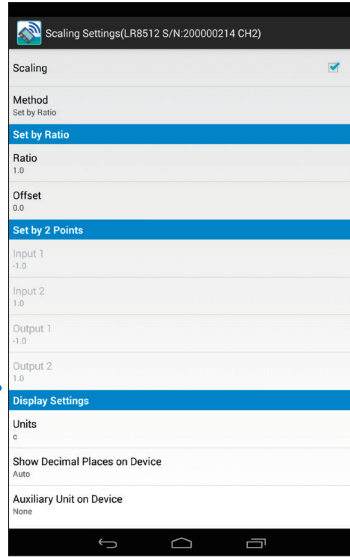 Scaling Settings(LR8512 S/N:200000214 CH2)
Scaling
Method
Set by Ratio
Set by Ratio
Ratio
1.0
Offset
0.0
Set by 2 Points
Input 1
-1.0
Input 2
1.0
Output 1
-1.0
Output 2
1.0
Display Settings
Units
c
Show Decimal Places on Device
Auto
Auxiliary Unit on Device
None